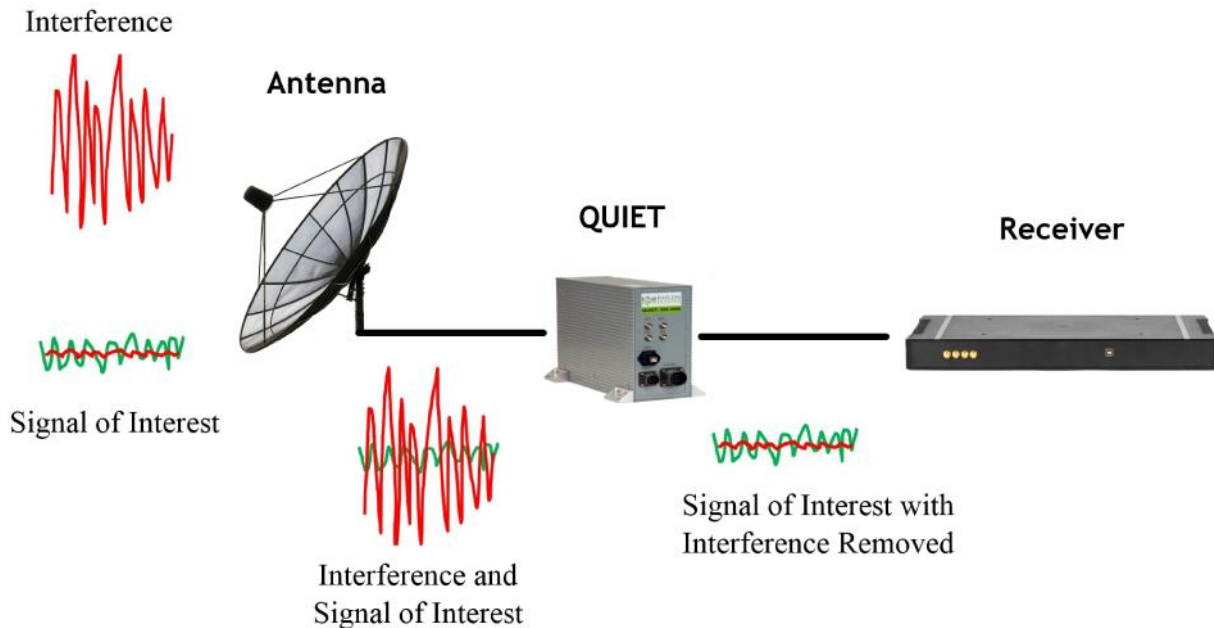 Interference
Antenna
QUIET
Receiver
Signal of Interest
Signal of Interest with
Interference Removed
Interference and
Signal of Interest